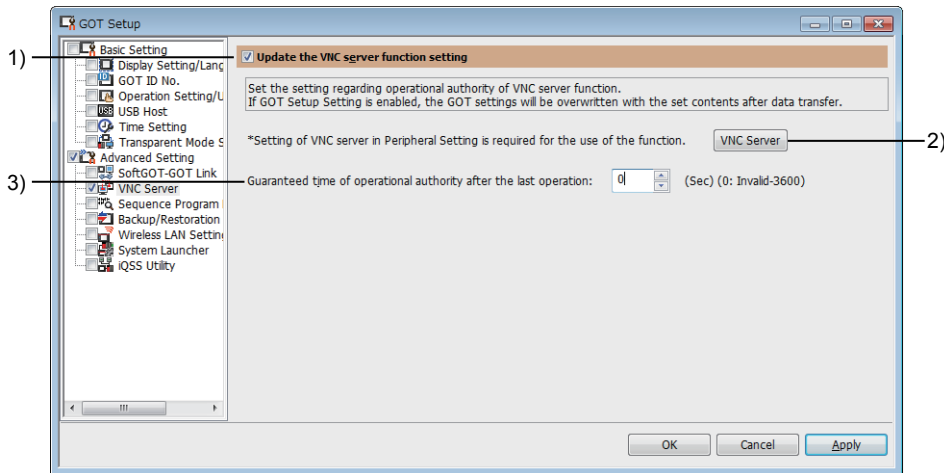 GOT Setup
Basic Setting
Display Setting/Lang
GOT ID No.
Operation Setting/U
USB Host
Time Setting
Transparent Mode S
Advanced Setting
SoftGOT-GOT Link
VNC Server
Sequence Program
Backup/Restoration
Wireless LAN Settin
System Launcher
iQSS Utility
1)
Update the VNC server function setting
Set the setting regarding operational authority of VNC server function.
If GOT Setup Setting is enabled, the GOT settings will be overwritten with the set contents after data transfer.
*Setting of VNC server in Peripheral Setting is required for the use of the function. VNC Server
2)
3)
Guaranteed time of operational authority after the last operation: 0 (Sec) (0: Invalid-3600)
OK Cancel Apply